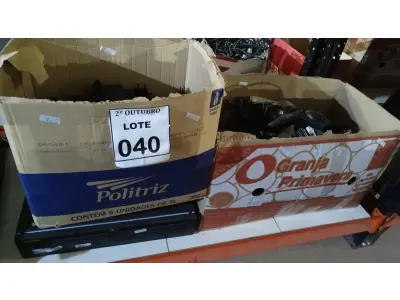 2º OUTUBRO
LOTE
040
Politriz
CONTÉM 6 UNIDADES DE 5L
Granja
Primavera